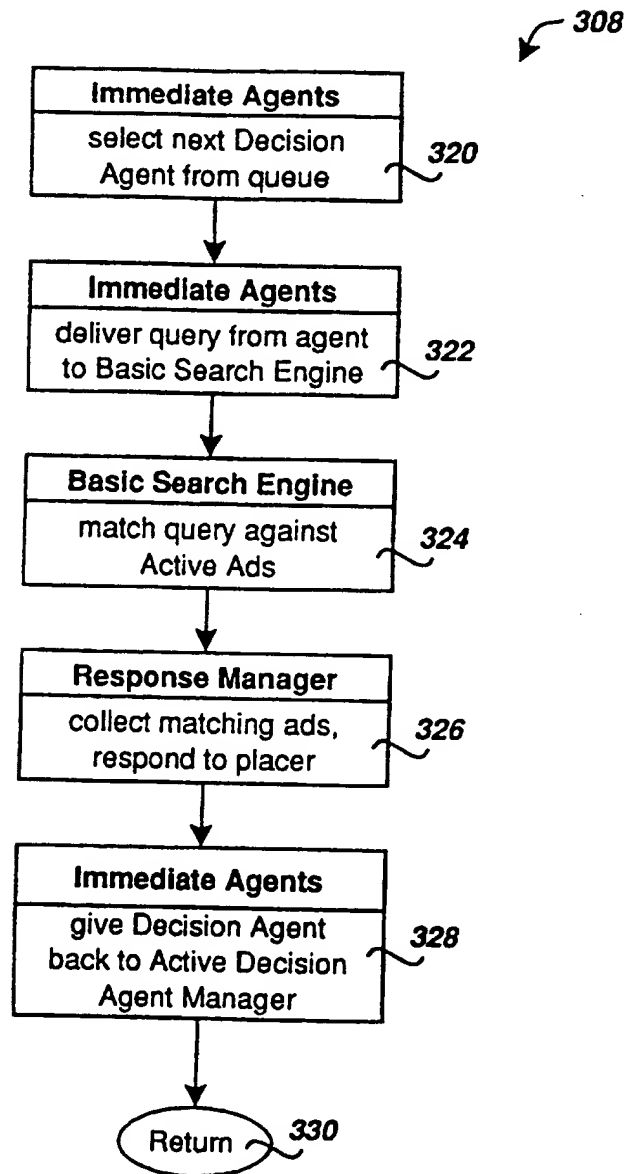 308
Immediate Agents
select next Decision
Agent from queue
320
Immediate Agents
deliver query from agent
to Basic Search Engine
322
Basic Search Engine
match query against
Active Ads
324
Response Manager
collect matching ads,
respond to placer
326
Immediate Agents
give Decision Agent
back to Active Decision
Agent Manager
328
Return
330